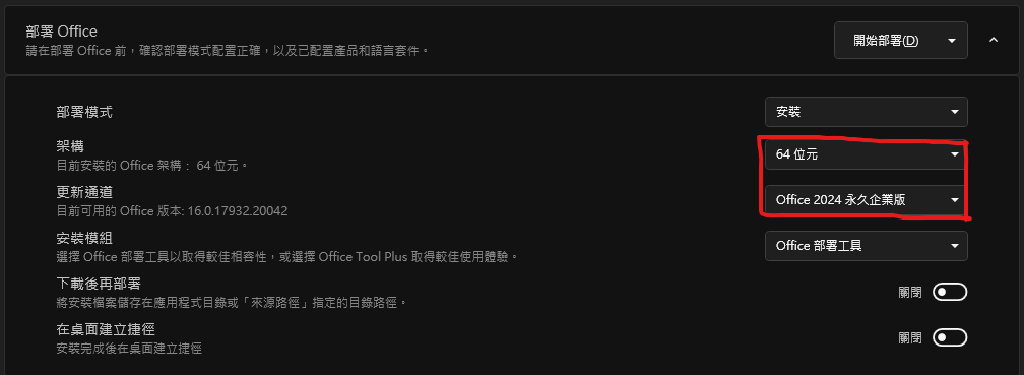 部署 Office
請在部署 Office 前，確認部署模式配置正確，以及已配置產品和語言套件。
開始部署(D)
部署模式
安裝
架構
目前安裝的 Office 架構： 64 位元。
64 位元
更新通道
目前可用的 Office 版本: 16.0.17932.20042
Office 2024 永久企業版
安裝模組
選擇 Office 部署工具以取得較佳相容性，或選擇 Office Tool Plus 取得較佳使用體驗。
Office 部署工具
下載後再部署
將安裝檔案儲存在應用程式目錄或「來源路徑」指定的目錄路徑。
關閉
在桌面建立捷徑
安裝完成後在桌面建立捷徑
關閉